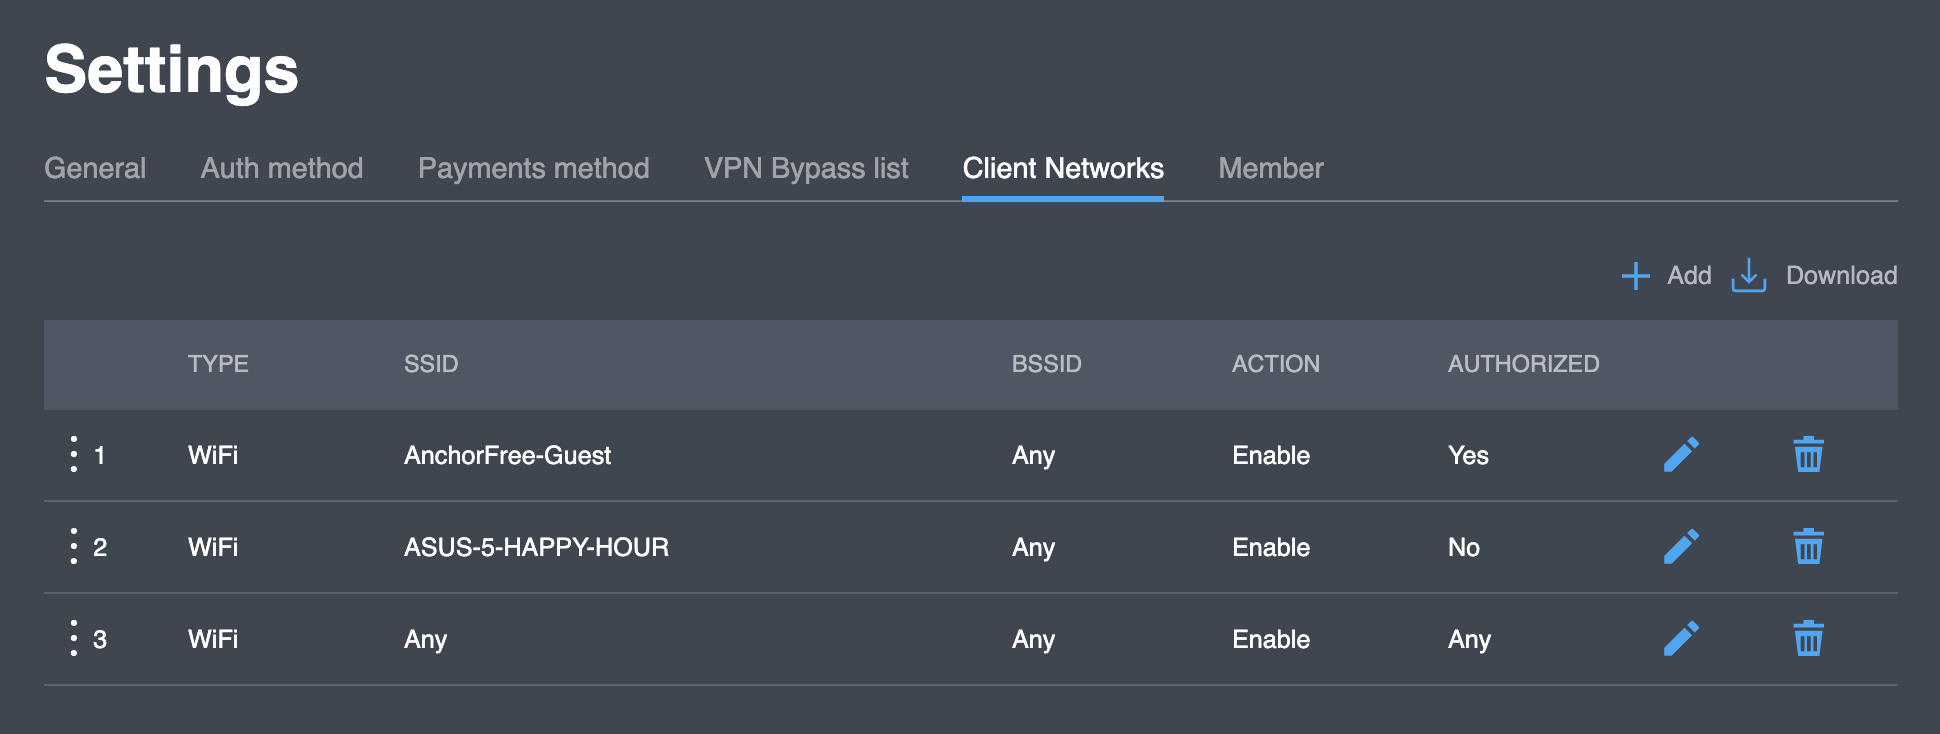 Settings
General Auth method Payments method VPN Bypass list Client Networks Member
Add Download
TYPE SSID BSSID ACTION AUTHORIZED
1 WiFi AnchorFree-Guest Any Enable Yes
2 WiFi ASUS-5-HAPPY-HOUR Any Enable No
3 WiFi Any Any Enable Any